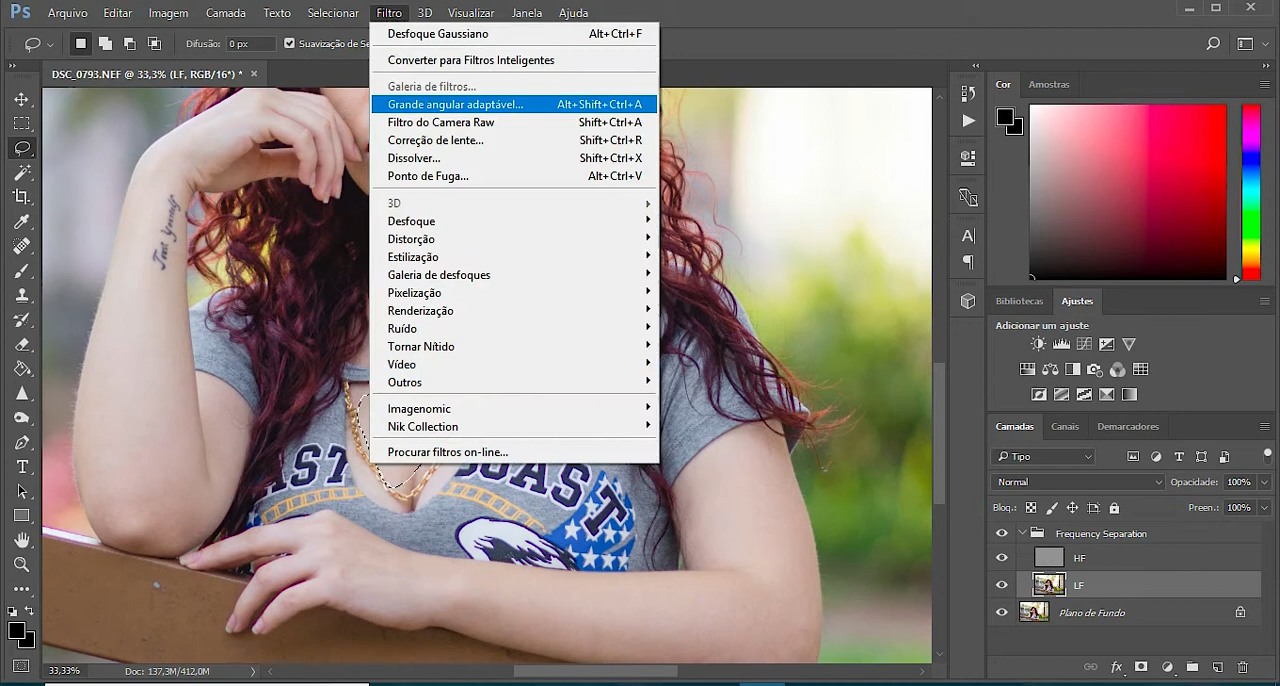 Ps Arquivo Editar Imagem Camada Texto Selecionar Filtro 3D Visualizar Janela Ajuda
Difusão: 0 px Suavização de Se
DSC_0793.NEF @ 33,3% (LF, RGB/16*) * ×
Desfoque Gaussiano Alt+Ctrl+F
Converter para Filtros Inteligentes
Galeria de filtros...
Grande angular adaptável... Alt+Shift+Ctrl+A
Filtro do Camera Raw Shift+Ctrl+A
Correção de lente... Shift+Ctrl+R
Dissolver... Shift+Ctrl+X
Ponto de Fuga... Alt+Ctrl+V
3D
Desfoque
Distorção
Estilização
Galeria de desfoques
Pixelização
Renderização
Ruído
Tornar Nítido
Vídeo
Outros
Imagenomic
Nik Collection
Procurar filtros on-line...
Trust Yourself
AST COAST
33,33% Doc: 137,3M/412,0M
Cor Amostras
Bibliotecas Ajustes
Adicionar um ajuste
Camadas Canais Demarcadores
Tipo
Normal Opacidade: 100%
Bloq.: Preen.: 100%
Frequency Separation
HF
LF
Plano de Fundo